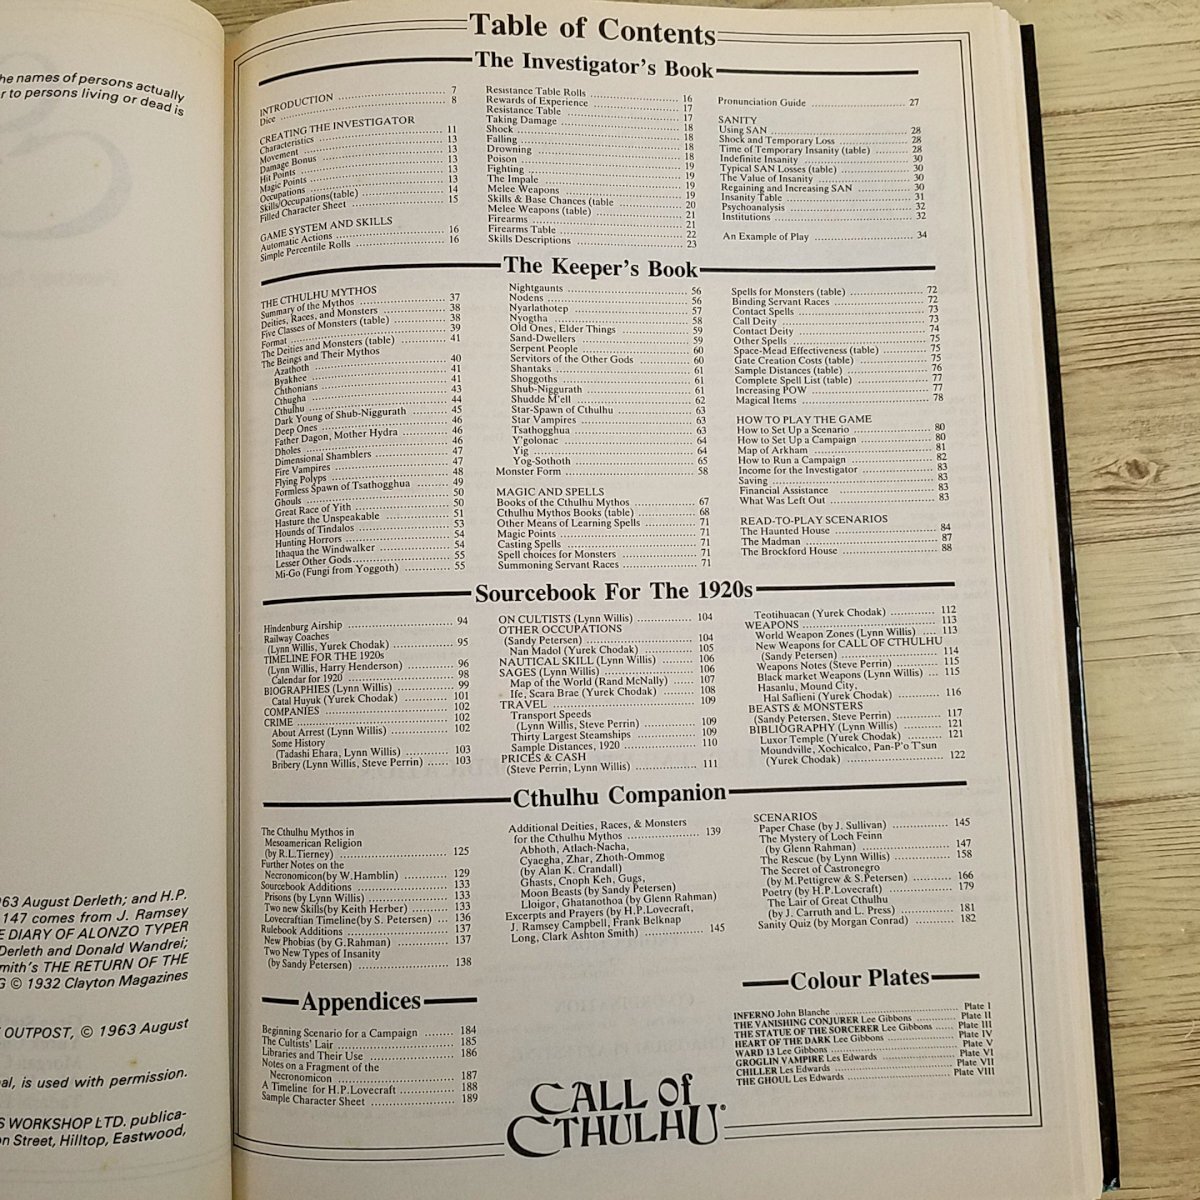 he names of persons actually
r to persons living or dead is
963 August Derleth; and H.P.
147 comes from J. Ramsey
E DIARY OF ALONZO TYPER
Derleth and Donald Wandrei;
mith's THE RETURN OF THE
G © 1932 Clayton Magazines
OUTPOST, © 1963 August
al, is used with permission.
S WORKSHOP LTD. publica-
on Street, Hilltop, Eastwood,
Table of Contents
The Investigator's Book
INTRODUCTION 7
Dice 8
CREATING THE INVESTIGATOR
Characteristics 11
Movement 13
Damage Bonus 13
Hit Points 13
Magic Points 13
Occupations 13
Skills/Occupations(table) 14
Filled Character Sheet 15
GAME SYSTEM AND SKILLS
Automatic Actions 16
Simple Percentile Rolls 16
Resistance Table Rolls 16
Rewards of Experience 17
Resistance Table 17
Taking Damage 18
Shock 18
Falling 18
Drowning 18
Poison 19
Fighting 19
The Impale 19
Melee Weapons 19
Skills & Base Chances (table 20
Melee Weapons (table) 21
Firearms 21
Firearms Table 22
Skills Descriptions 23
Pronunciation Guide 27
SANITY
Using SAN 28
Shock and Temporary Loss 28
Time of Temporary Insanity (table) 28
Indefinite Insanity 30
Typical SAN Losses (table) 30
The Value of Insanity 30
Regaining and Increasing SAN 30
Insanity Table 31
Psychoanalysis 32
Institutions 32
An Example of Play 34
The Keeper's Book
THE CTHULHU MYTHOS
Summary of the Mythos 37
Deities, Races, and Monsters 38
Five Classes of Monsters (table) 38
Format 39
The Deities and Monsters (table) 41
The Beings and Their Mythos
Azathoth 40
Byakhee 41
Chthonians 41
Cthugha 43
Cthulhu 44
Dark Young of Shub-Niggurath 45
Deep Ones 46
Father Dagon, Mother Hydra 46
Dholes 46
Dimensional Shamblers 47
Fire Vampires 47
Flying Polyps 48
Formless Spawn of Tsathogghua 49
Ghouls 50
Great Race of Yith 50
Hasture the Unspeakable 51
Hounds of Tindalos 53
Hunting Horrors 54
Ithaqua the Windwalker 54
Lesser Other Gods 55
Mi-Go (Fungi from Yoggoth) 55
Nightgaunts 56
Nodens 56
Nyarlathotep 57
Nyogtha 58
Old Ones, Elder Things 59
Sand-Dwellers 59
Serpent People 60
Servitors of the Other Gods 60
Shantaks 61
Shoggoths 61
Shub-Niggurath 61
Shudde M'ell 62
Star-Spawn of Cthulhu 63
Star Vampires 63
Tsathogghua 63
Y'golonac 64
Yig 64
Yog-Sothoth 65
Monster Form 58
MAGIC AND SPELLS
Books of the Cthulhu Mythos 67
Cthulhu Mythos Books (table) 68
Other Means of Learning Spells 71
Magic Points 71
Casting Spells 71
Spell choices for Monsters 71
Summoning Servant Races 71
Spells for Monsters (table) 72
Binding Servant Races 72
Contact Spells 73
Call Deity 73
Contact Deity 74
Other Spells 75
Space-Mead Effectiveness (table) 75
Gate Creation Costs (table) 75
Sample Distances (table) 76
Complete Spell List (table) 77
Increasing POW 77
Magical Items 78
HOW TO PLAY THE GAME
How to Set Up a Scenario 80
How to Set Up a Campaign 80
Map of Arkham 81
How to Run a Campaign 82
Income for the Investigator 83
Saving 83
Financial Assistance 83
What Was Left Out 83
READ-TO-PLAY SCENARIOS
The Haunted House 84
The Madman 87
The Brockford House 88
Sourcebook For The 1920s
Hindenburg Airship 94
Railway Coaches
(Lynn Willis, Yurek Chodak) 95
TIMELINE FOR THE 1920s
(Lynn Willis, Harry Henderson) 96
Calendar for 1920 98
BIOGRAPHIES (Lynn Willis) 99
Catal Huyuk (Yurek Chodak) 101
COMPANIES 102
CRIME 102
About Arrest (Lynn Willis) 102
Some History
(Tadashi Ehara, Lynn Willis) 103
Bribery (Lynn Willis, Steve Perrin) 103
ON CULTISTS (Lynn Willis) 104
OTHER OCCUPATIONS
(Sandy Petersen) 104
Nan Madol (Yurek Chodak) 105
NAUTICAL SKILL (Lynn Willis) 106
SAGES (Lynn Willis) 106
Map of the World (Rand McNally) 107
Ife, Scara Brae (Yurek Chodak) 108
TRAVEL 109
Transport Speeds
(Lynn Willis, Steve Perrin) 109
Thirty Largest Steamships 109
Sample Distances, 1920 110
PRICES & CASH
(Steve Perrin, Lynn Willis) 111
Teotihuacan (Yurek Chodak) 112
WEAPONS 113
World Weapon Zones (Lynn Willis) 113
New Weapons for CALL OF CTHULHU
(Sandy Petersen) 114
Weapons Notes (Steve Perrin) 115
Black market Weapons (Lynn Willis) 115
Hasanlu, Mound City,
Hal Saflieni (Yurek Chodak) 116
BEASTS & MONSTERS
(Sandy Petersen, Steve Perrin) 117
BIBLIOGRAPHY (Lynn Willis) 121
Luxor Temple (Yurek Chodak) 121
Moundville, Xochicalco, Pan-P'o T'sun
(Yurek Chodak) 122
Cthulhu Companion
The Cthulhu Mythos in
Mesoamerican Religion
(by R.L.Tierney) 125
Further Notes on the
Necronomicon(by W.Hamblin) 129
Sourcebook Additions 133
Prisons (by Lynn Willis) 133
Two new Skills(by Keith Herber) 133
Lovecraftian Timeline(by S. Petersen) 136
Rulebook Additions 137
New Phobias (by G.Rahman) 137
Two New Types of Insanity
(by Sandy Petersen) 138
Additional Deities, Races, & Monsters
for the Cthulhu Mythos 139
Abhoth, Atlach-Nacha,
Cyaegha, Zhar, Zhoth-Ommog
(by Alan K. Crandall)
Ghasts, Cnoph Keh, Gugs,
Moon Beasts (by Sandy Petersen)
Lloigor, Ghatanothoa (by Glenn Rahman)
Excerpts and Prayers (by H.P.Lovecraft,
J. Ramsey Campbell, Frank Belknap
Long, Clark Ashton Smith) 145
SCENARIOS
Paper Chase (by J. Sullivan) 145
The Mystery of Loch Feinn
(by Glenn Rahman) 147
The Rescue (by Lynn Willis) 158
The Secret of Castronegro
(by M.Pettigrew & S.Petersen) 166
Poetry (by H.P.Lovecraft) 179
The Lair of Great Cthulhu
(by J. Carruth and L. Press) 181
Sanity Quiz (by Morgan Conrad) 182
Appendices
Beginning Scenario for a Campaign 184
The Cultists' Lair 185
Libraries and Their Use 186
Notes on a Fragment of the
Necronomicon 187
A Timeline for H.P.Lovecraft 188
Sample Character Sheet 189
Colour Plates
INFERNO John Blanche Plate I
THE VANISHING CONJURER Lee Gibbons Plate II
THE STATUE OF THE SORCERER Lee Gibbons Plate III
HEART OF THE DARK Lee Gibbons Plate IV
WARD 13 Lee Gibbons Plate V
GROGLIN VAMPIRE Les Edwards Plate VI
CHILLER Les Edwards Plate VII
THE GHOUL Les Edwards Plate VIII
CALL OF
CTHULHU®